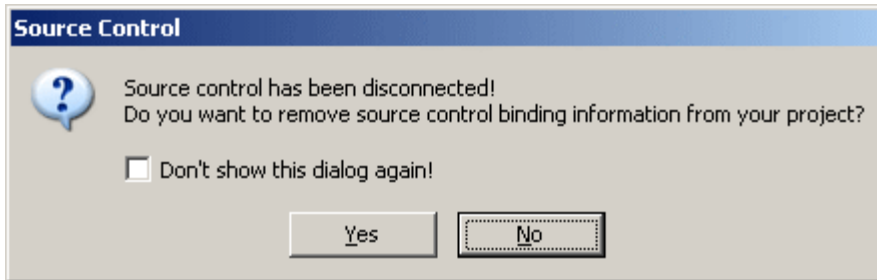 Source Control
Source control has been disconnected!
Do you want to remove source control binding information from your project?
Don't show this dialog again!
Yes
No